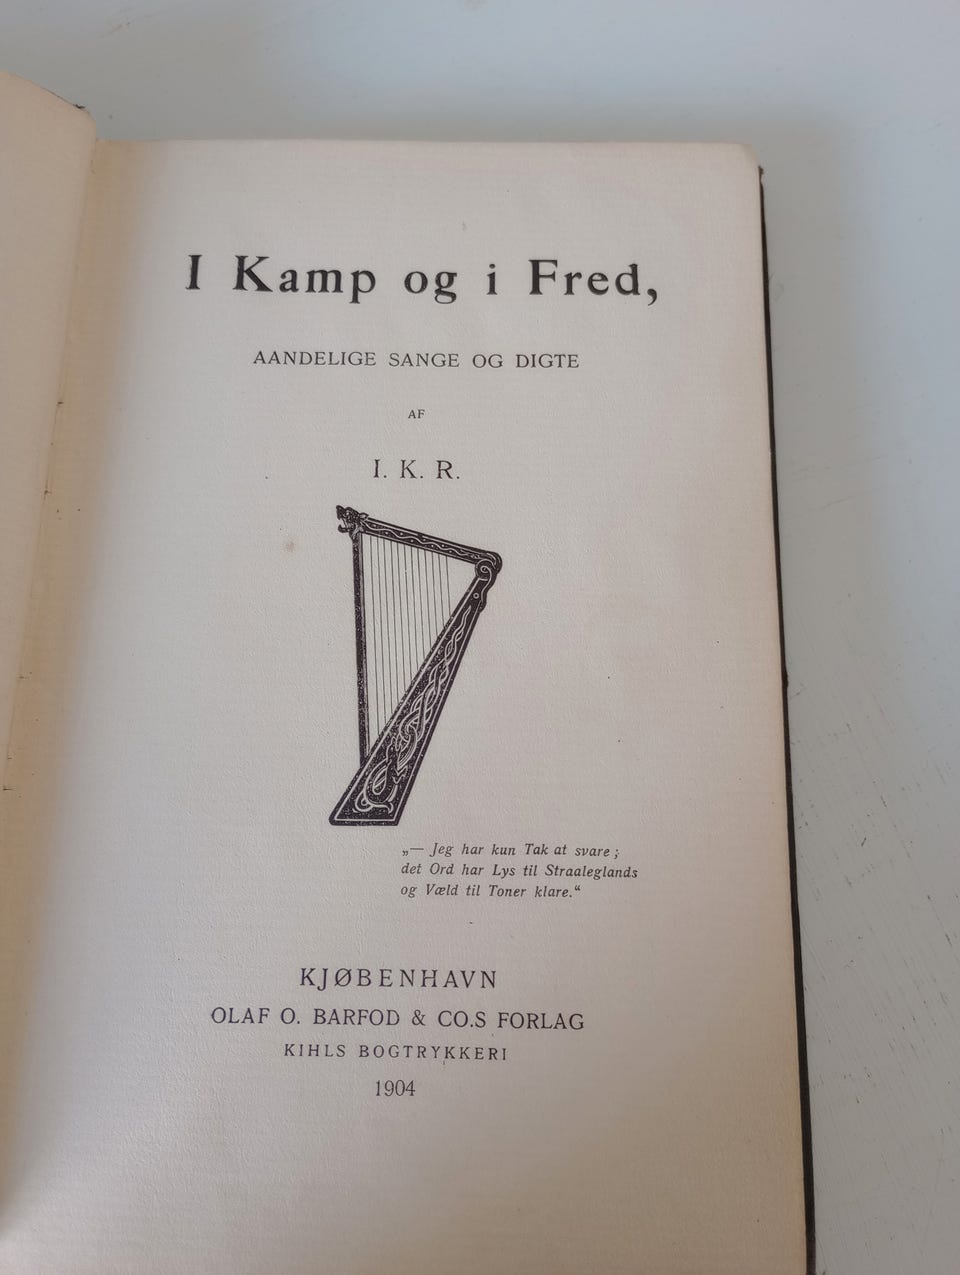 I Kamp og i Fred,
AANDELIGE SANGE OG DIGTE
AF
I. K. R.
„— Jeg har kun Tak at svare ;
det Ord har Lys til Straaleglands
og Væld til Toner klare.“
KJØBENHAVN
OLAF O. BARFOD & CO.S FORLAG
KIHLS BOGTRYKKERI
1904